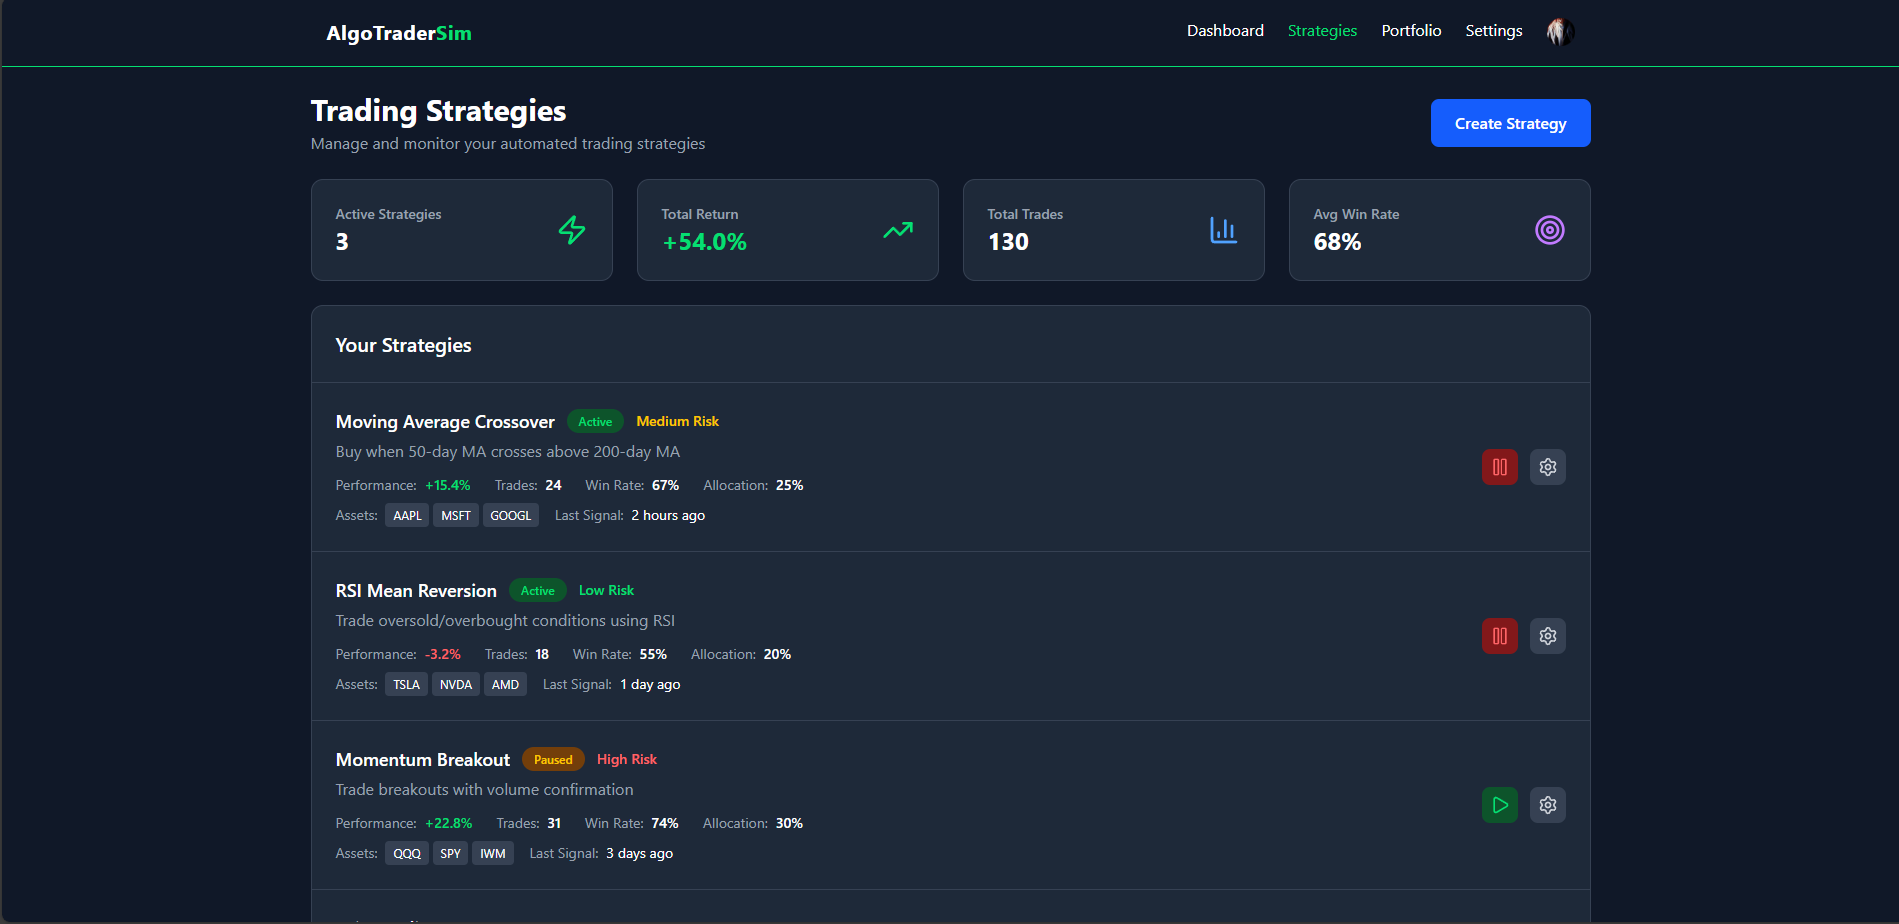 AlgoTraderSim
Dashboard Strategies Portfolio Settings
Trading Strategies
Manage and monitor your automated trading strategies
Create Strategy
Active Strategies
3
Total Return
+54.0%
Total Trades
130
Avg Win Rate
68%
Your Strategies
Moving Average Crossover Active Medium Risk
Buy when 50-day MA crosses above 200-day MA
Performance: +15.4% Trades: 24 Win Rate: 67% Allocation: 25%
Assets: AAPL MSFT GOOGL Last Signal: 2 hours ago
RSI Mean Reversion Active Low Risk
Trade oversold/overbought conditions using RSI
Performance: -3.2% Trades: 18 Win Rate: 55% Allocation: 20%
Assets: TSLA NVDA AMD Last Signal: 1 day ago
Momentum Breakout Paused High Risk
Trade breakouts with volume confirmation
Performance: +22.8% Trades: 31 Win Rate: 74% Allocation: 30%
Assets: QQQ SPY IWM Last Signal: 3 days ago